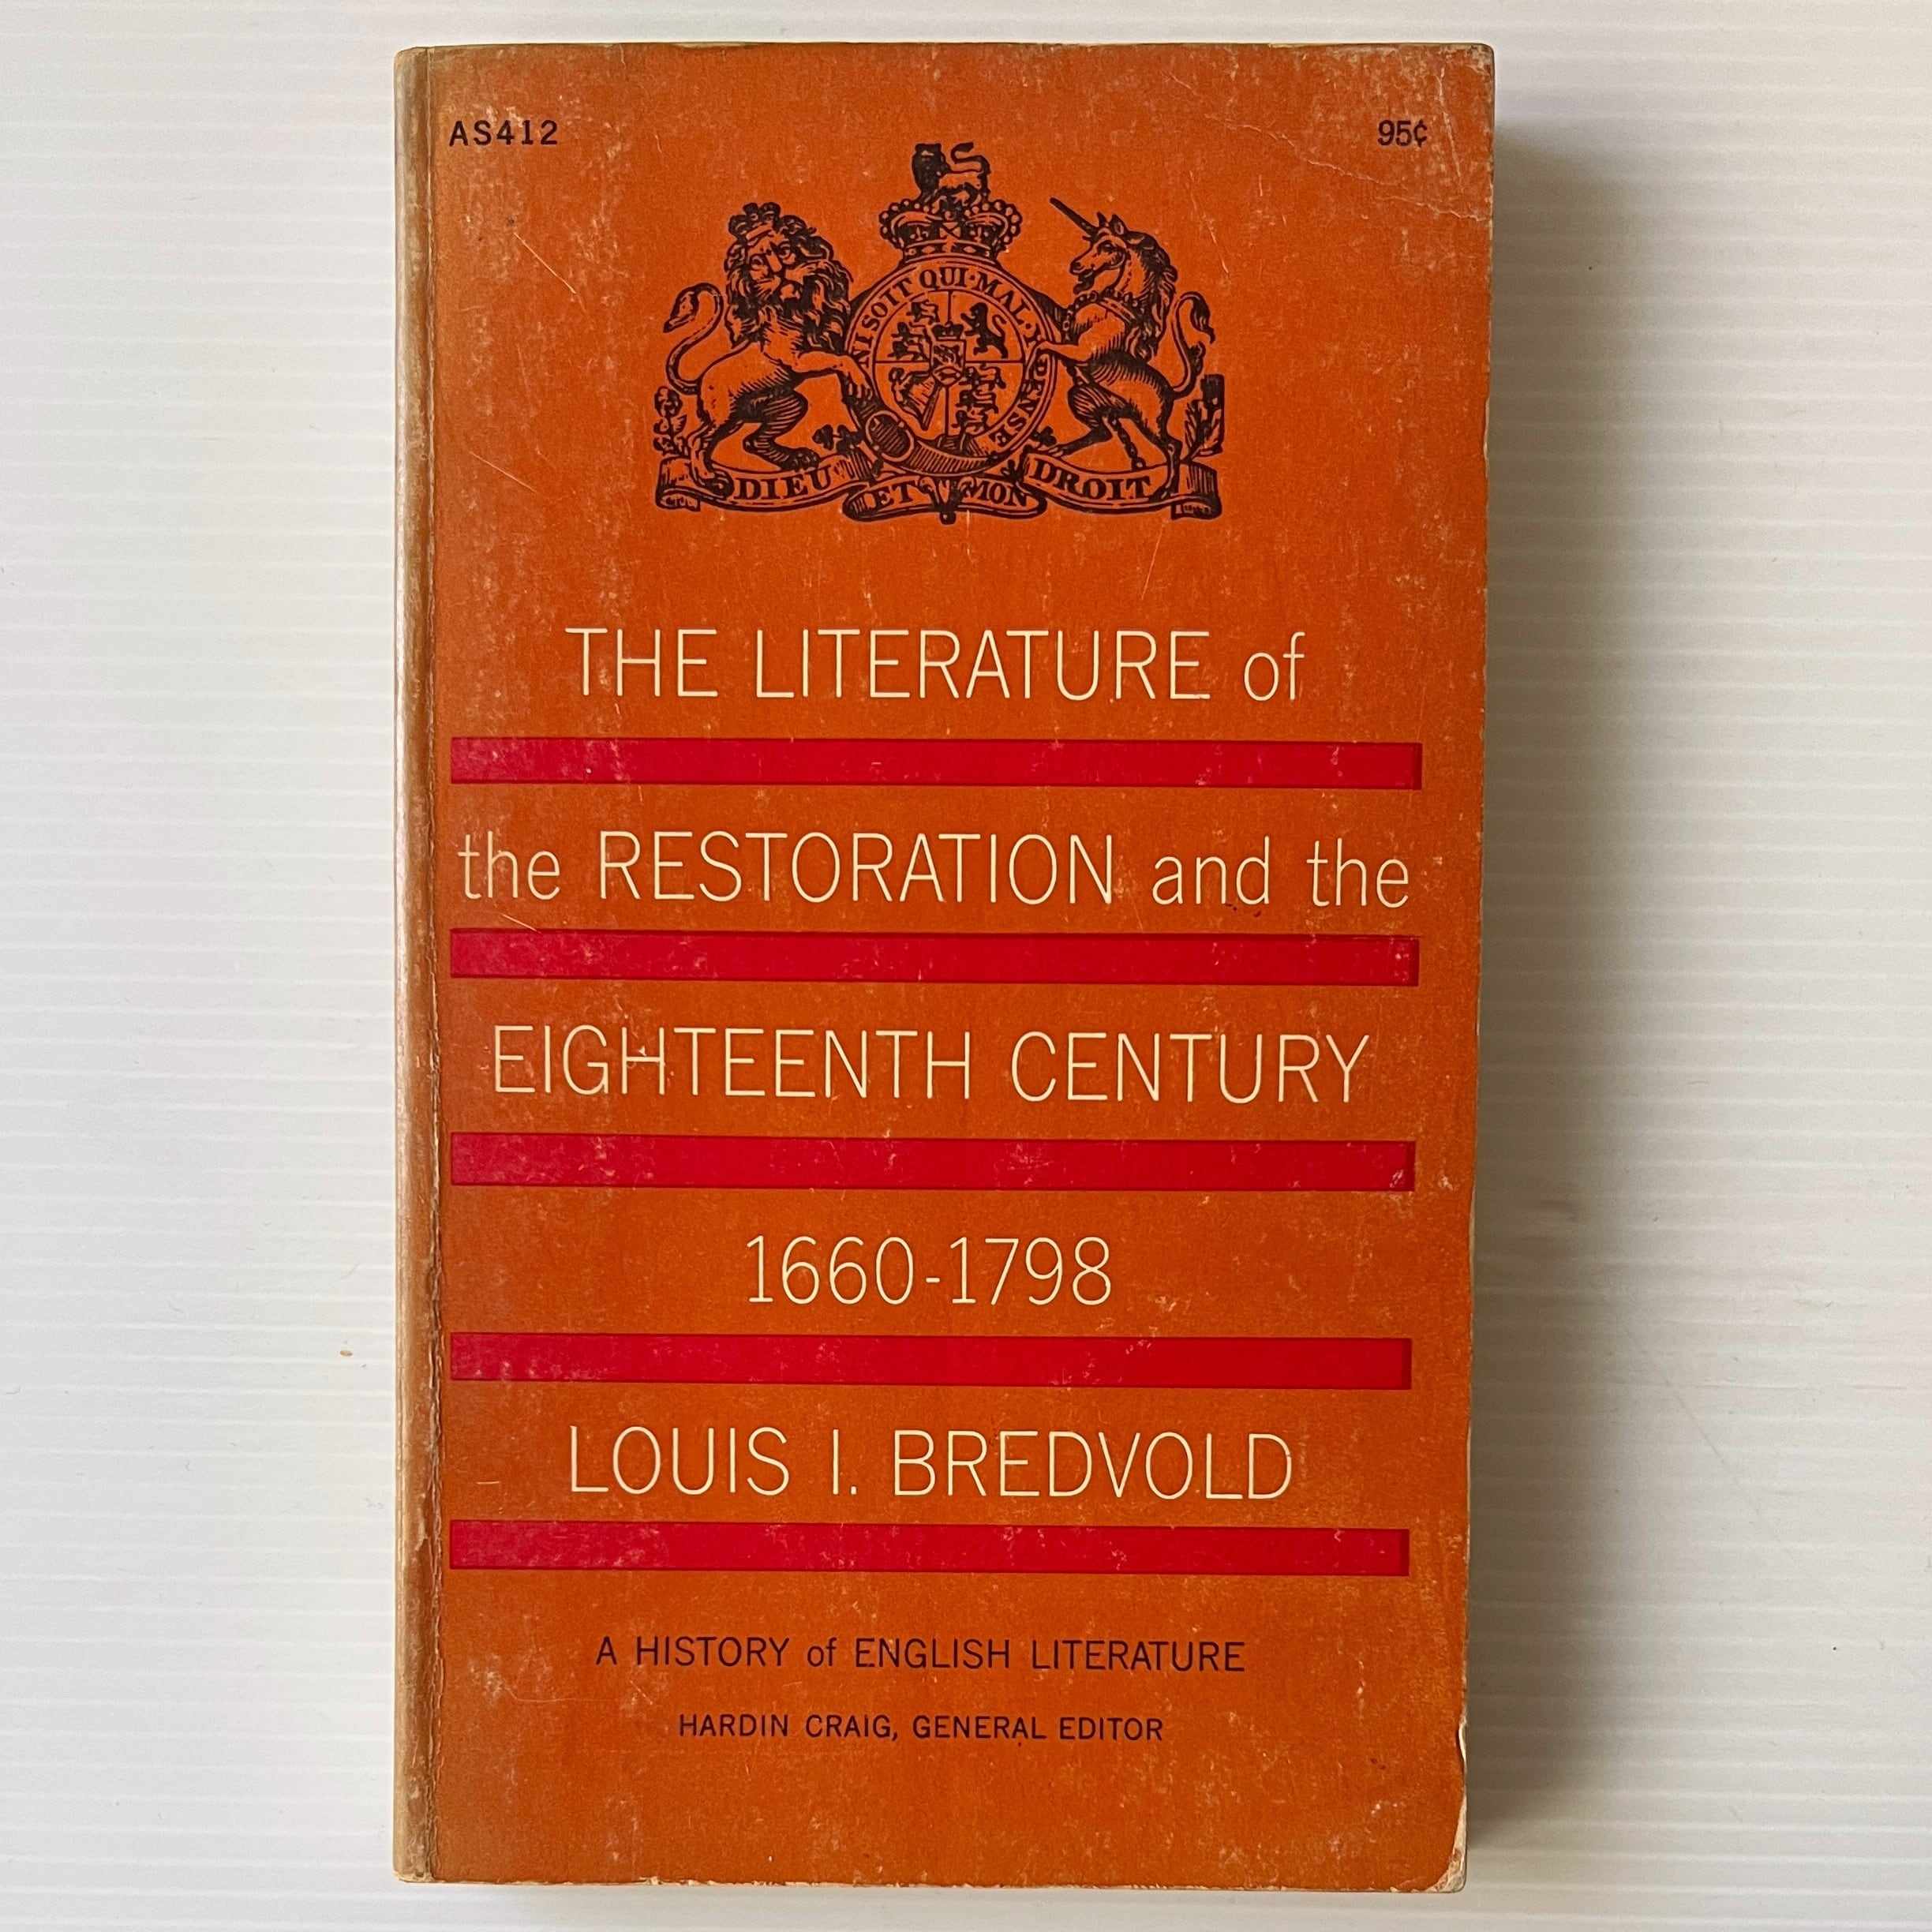 AS412
95¢
NI SOIT QUI·MAL·Y PENSE
DIEU ET MON DROIT
THE LITERATURE of
the RESTORATION and the
EIGHTEENTH CENTURY
1660-1798
LOUIS I. BREDVOLD
A HISTORY of ENGLISH LITERATURE
HARDIN CRAIG, GENERAL EDITOR